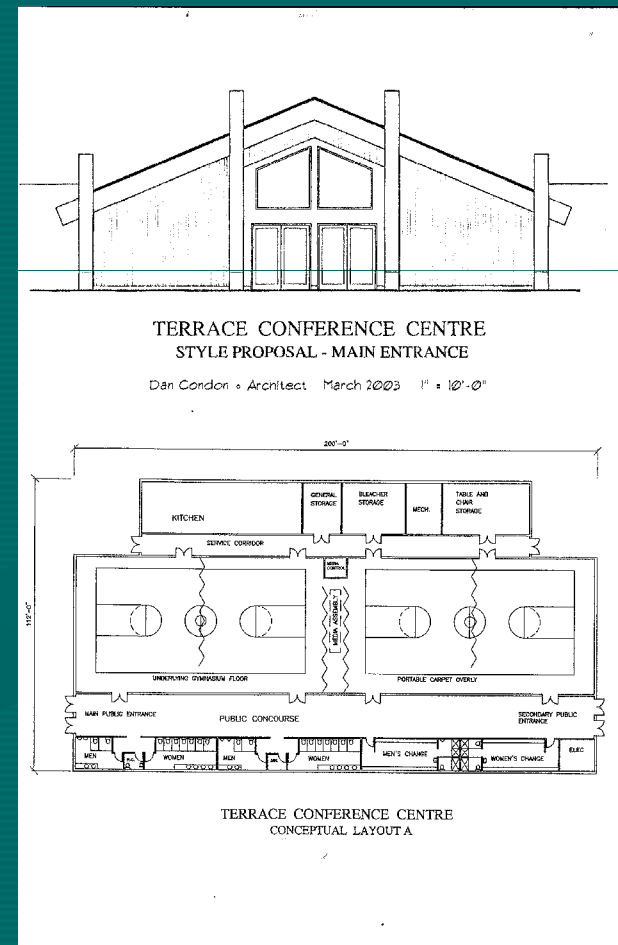 TERRACE CONFERENCE CENTRE
STYLE PROPOSAL - MAIN ENTRANCE
Dan Condon • Architect March 2003 1" = 10'-0"
200'-0"
112'-0"
KITCHEN
GENERAL
STORAGE
BLEACHER
STORAGE
MECH.
TABLE AND
CHAIR
STORAGE
SERVICE CORRIDOR
MEDIA
CONTROL
MEDIA ASSEMBLY
UNDERLYING GYMNASIUM FLOOR
PORTABLE CARPET OVERLY
MAIN PUBLIC ENTRANCE
PUBLIC CONCOURSE
SECONDARY PUBLIC
ENTRANCE
MEN
WOMEN
MEN
WOMEN
MEN'S CHANGE
WOMEN'S CHANGE
ELEC
TERRACE CONFERENCE CENTRE
CONCEPTUAL LAYOUT A